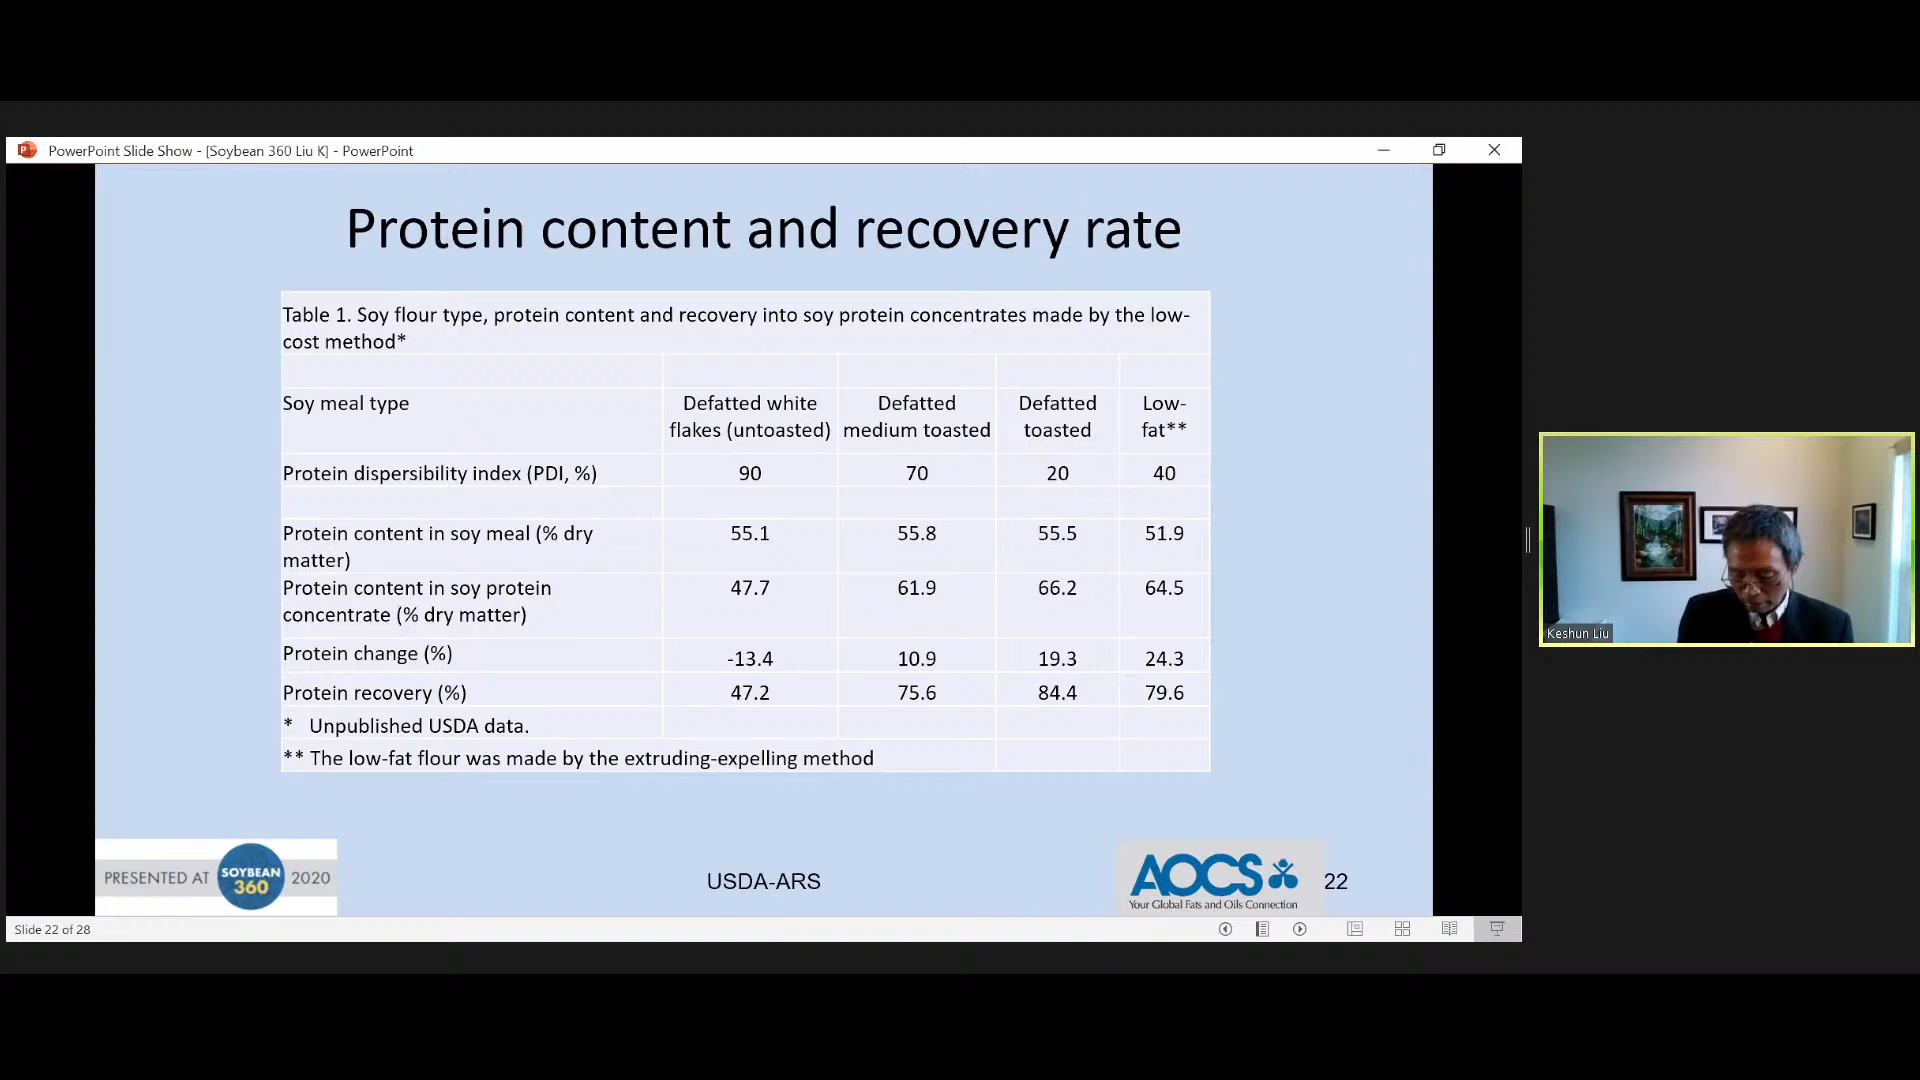 PowerPoint Slide Show - [Soybean 360 Liu K] - PowerPoint
Protein content and recovery rate
Table 1. Soy flour type, protein content and recovery into soy protein concentrates made by the low-
cost method*
Soy meal type
Defatted white
flakes (untoasted)
Defatted
medium toasted
Defatted
toasted
Low-
fat**
Protein dispersibility index (PDI, %) 90 70 20 40
Protein content in soy meal (% dry
matter)
55.1 55.8 55.5 51.9
Protein content in soy protein
concentrate (% dry matter)
47.7 61.9 66.2 64.5
Protein change (%) -13.4 10.9 19.3 24.3
Protein recovery (%) 47.2 75.6 84.4 79.6
* Unpublished USDA data.
** The low-fat flour was made by the extruding-expelling method
PRESENTED AT SOYBEAN 360 2020
USDA-ARS
AOCS
Your Global Fats and Oils Connection
22
Slide 22 of 28
Keshun Liu